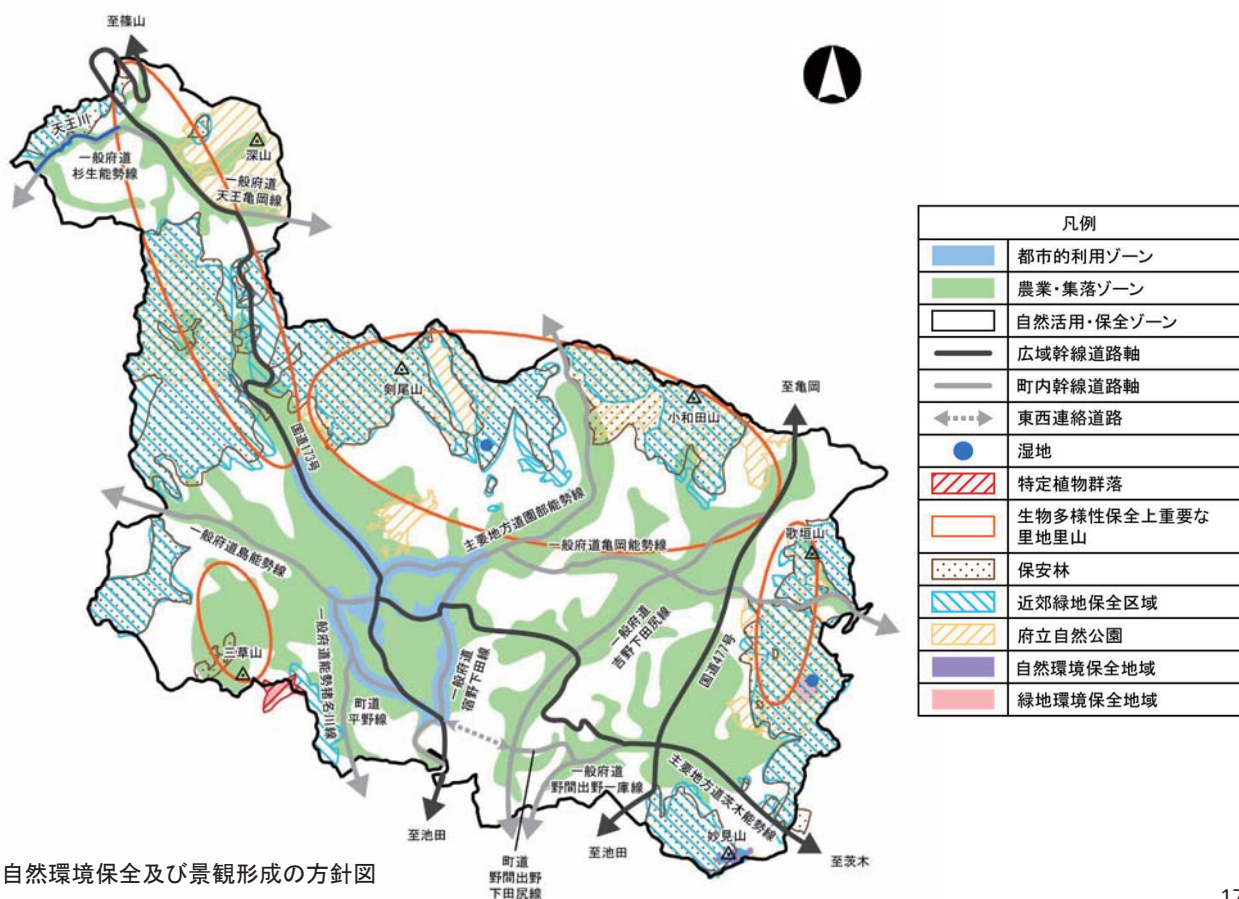 至篠山
天王川
一般府道
杉生能勢線
深山
一般府道
天王亀岡線
剣尾山
小和田山
至亀岡
国道173号
主要地方道園部能勢線
一般府道亀岡能勢線
歌垣山
一般府道島能勢線
一般府道
吉野下田尻線
国道477号
三草山
一般府道能勢猪名川線
町道
平野線
一般府道
宿野下田線
一般府道
野間出野一庫線
主要地方道茨木能勢線
妙見山
至池田
町道
野間出野
下田尻線
至池田
至茨木
凡例
都市的利用ゾーン
農業・集落ゾーン
自然活用・保全ゾーン
広域幹線道路軸
町内幹線道路軸
東西連絡道路
湿地
特定植物群落
生物多様性保全上重要な
里地里山
保安林
近郊緑地保全区域
府立自然公園
自然環境保全地域
緑地環境保全地域
自然環境保全及び景観形成の方針図
17